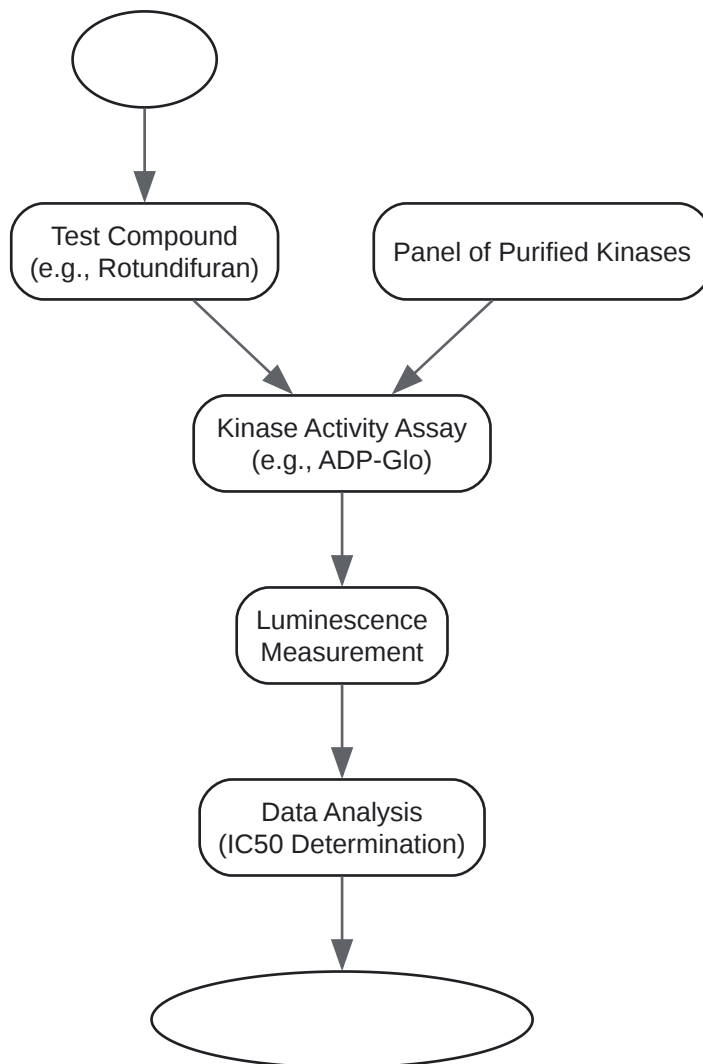 Test Compound
(e.g., Rotundifuran)
Panel of Purified Kinases
Kinase Activity Assay
(e.g., ADP-Glo)
Luminescence
Measurement
Data Analysis
(IC50 Determination)